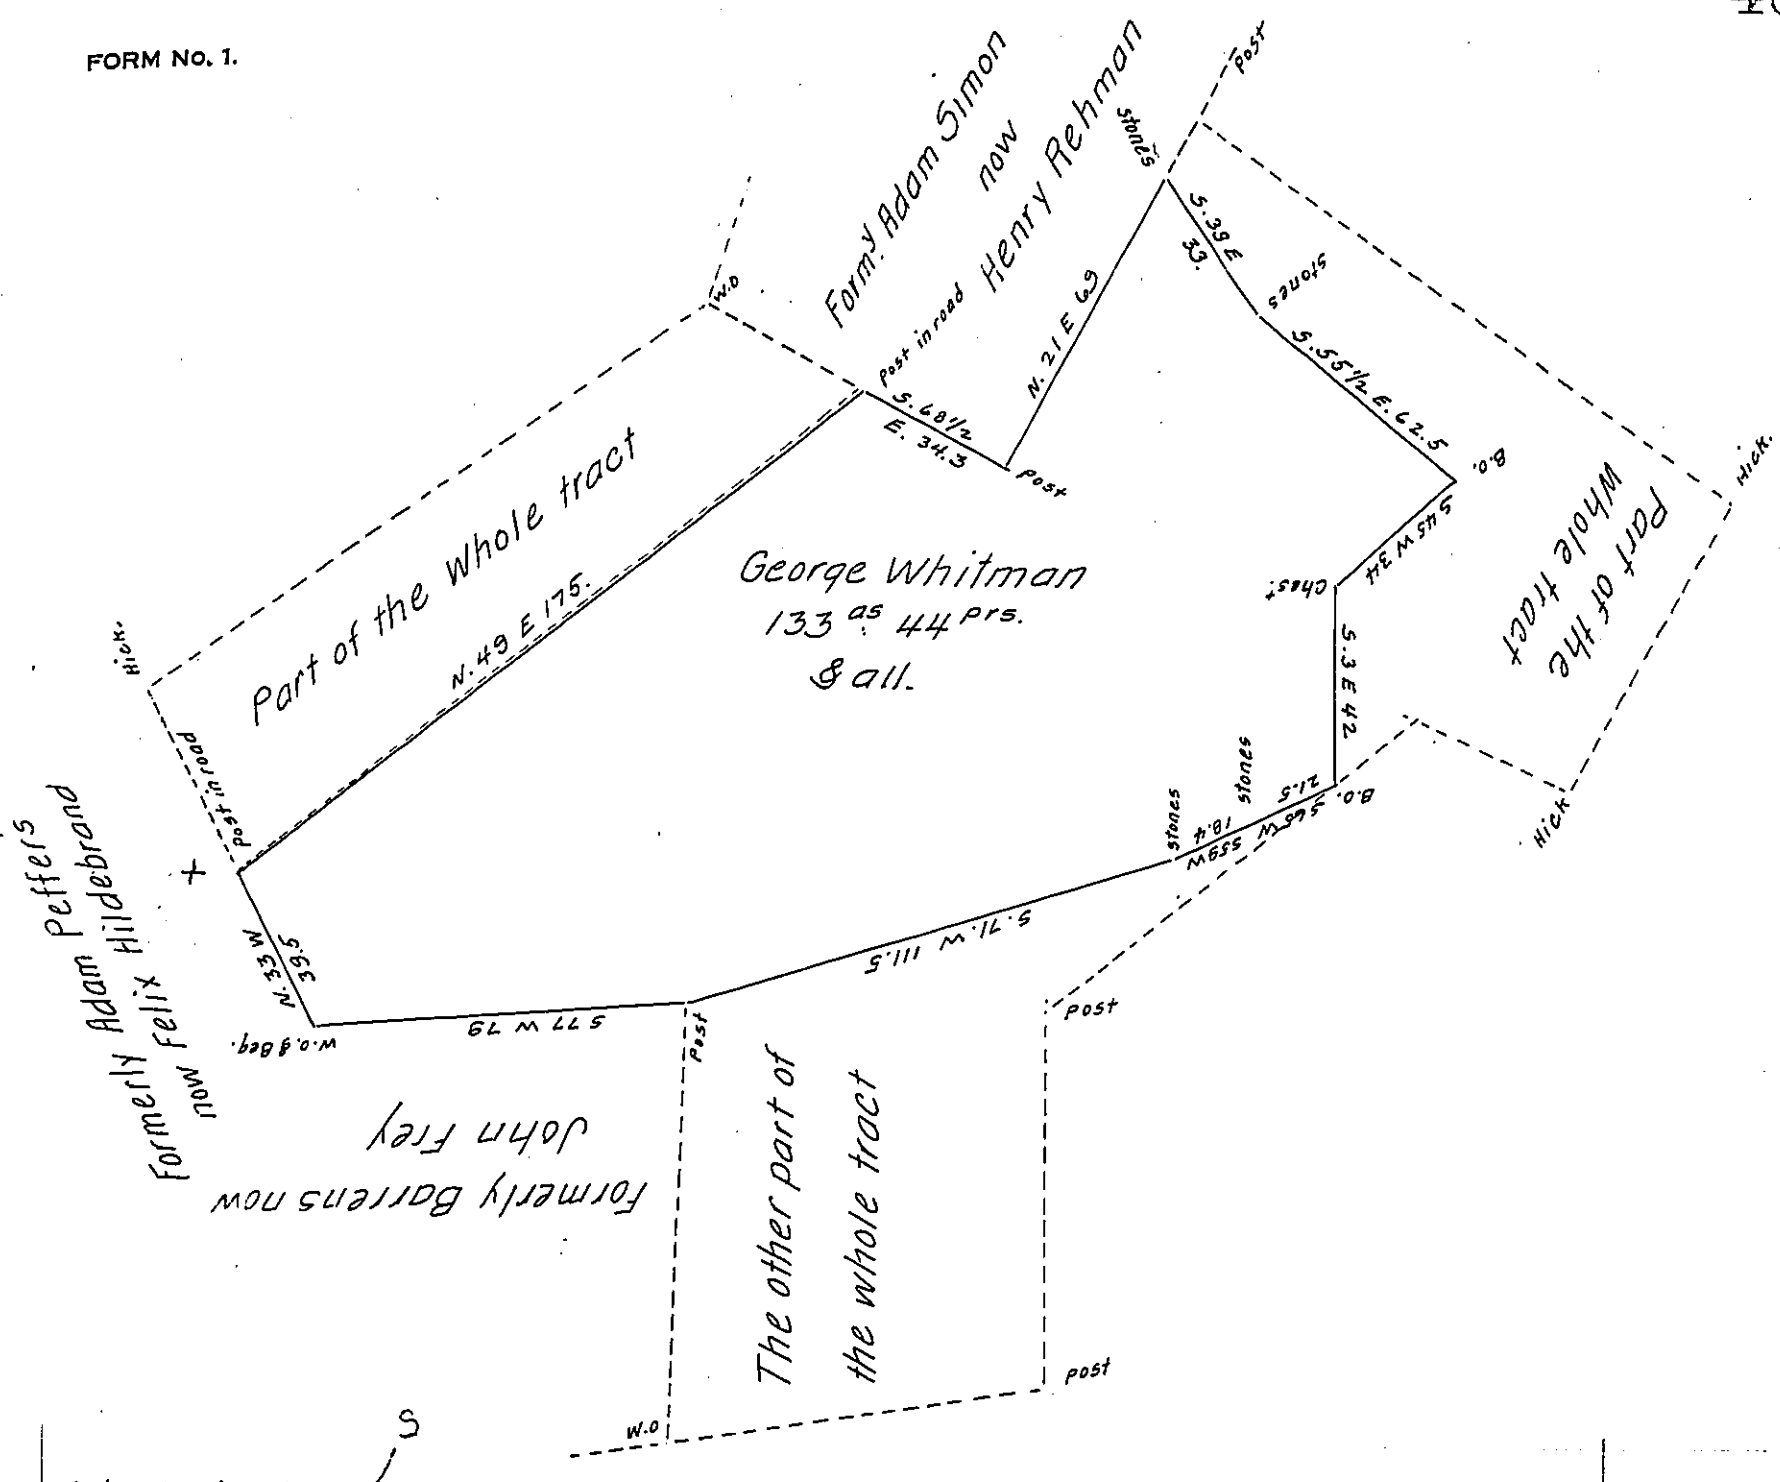 FORM No. 1.
Form.y Adam Simon
now
Henry Rehman
Post
stones
W.O
Post in road
S. 68 1/2
E. 34.3
Post
N. 21 E 69
S. 39 E
33.
stones
S. 55 1/2 E. 62.5
B.O.
Hick.
Part of the
Whole tract
S 45 W 34
Chest.
S. 3 E 42
B.O.
Hick
Part of the Whole tract
N. 49 E 175.
George Whitman
133 as. 44 prs.
& all.
Hick.
Post in road
Formerly Adam Peffers
now Felix Hildebrand
N. 33 W
39.5
W.O. & Beg.
S 77 W 79
Post
S. 71. W 111.5
stones
stones
S59W
18.4
S65W
21.5
Formerly Barrens now
John Frey
The other part of
the whole tract
Post
Post
W.O
S